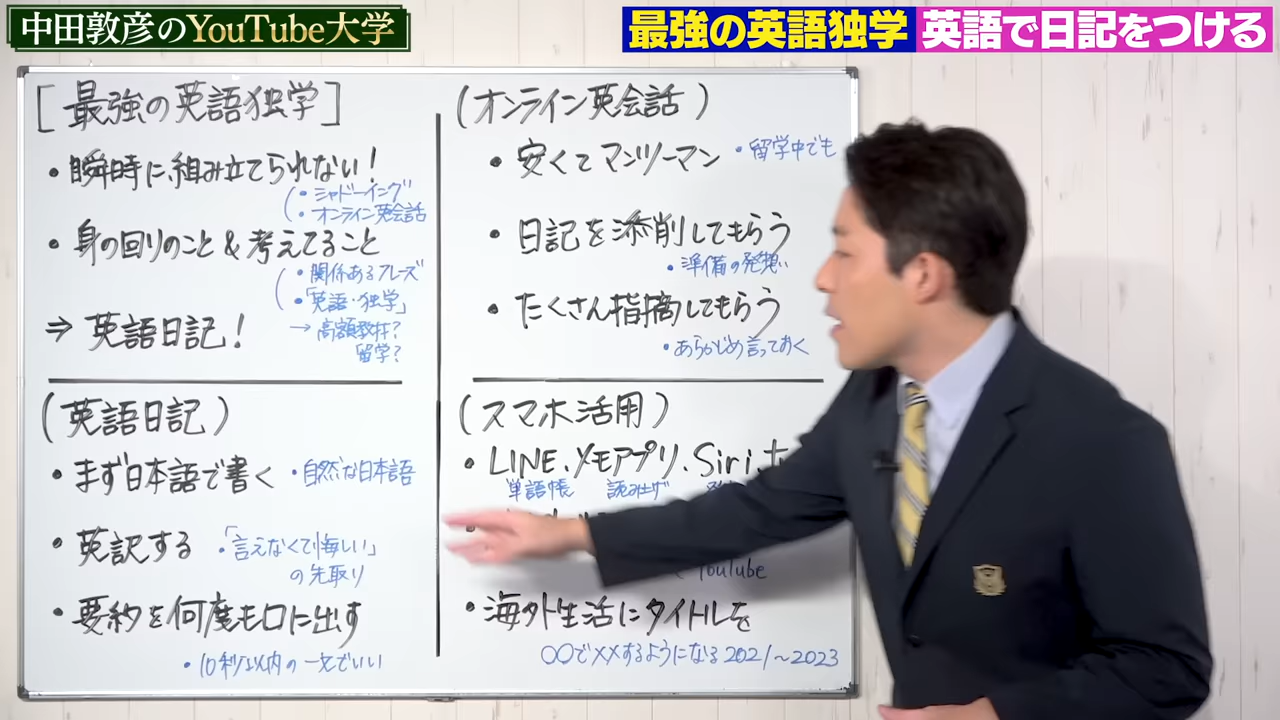 中田敦彦のYouTube大学
最強の英語独学 英語で日記をつける
[最強の英語独学]
・瞬時に組み立てられない!
・シャドーイング
・オンライン英会話
・身の回りのこと&考えてること
・関係あるフレーズ
・「英語・独学」
→高額教材?
留学?
⇒英語日記!
(英語日記)
・まず日本語で書く ・自然な日本語
・英訳する ・「言えなくて悔しい」
の先取り
・要約を何度も口に出す
・10秒以内の一文でいい
(オンライン英会話)
・安くてマンツーマン ・留学中でも
・日記を添削してもらう
・準備の発想
・たくさん指摘してもらう
・あらかじめ言っておく
(スマホ活用)
・LINE、メモアプリ、Siri、
単語帳 読み上げ
YouTube
・海外生活にタイトルを
○○で××するようになる2021~2023